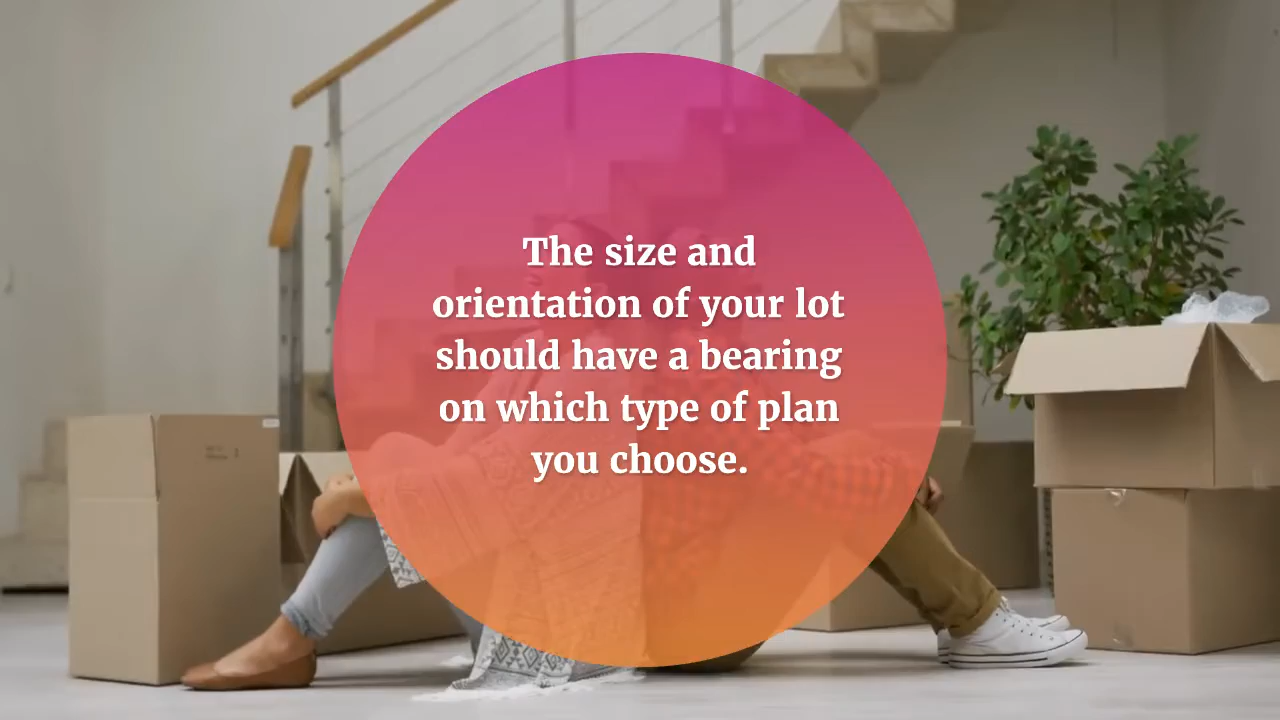 The size and
orientation of your lot
should have a bearing
on which type of plan
you choose.